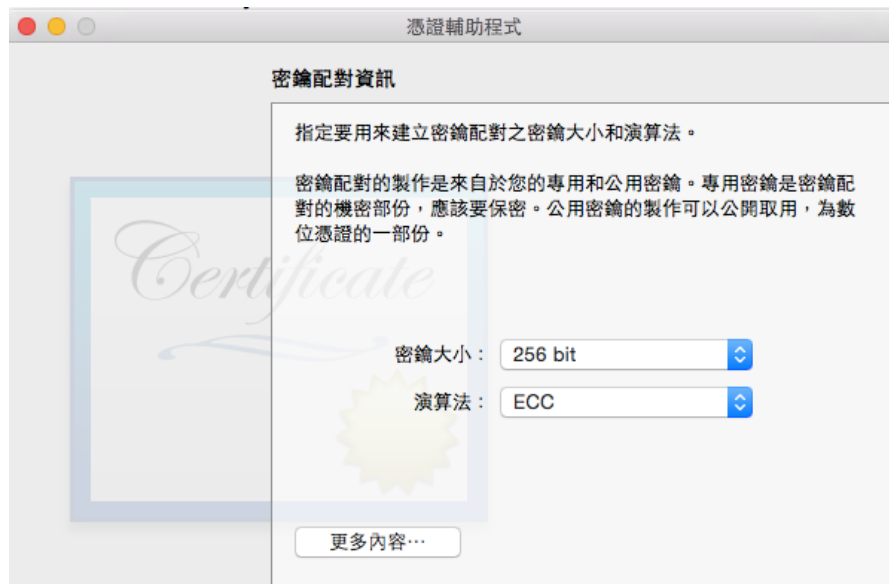 憑證輔助程式
密鑰配對資訊
指定要用來建立密鑰配對之密鑰大小和演算法。
密鑰配對的製作是來自於您的專用和公用密鑰。專用密鑰是密鑰配
對的機密部份，應該要保密。公用密鑰的製作可以公開取用，為數
位憑證的一部份。
Certificate
密鑰大小： 256 bit
演算法： ECC
更多內容⋯